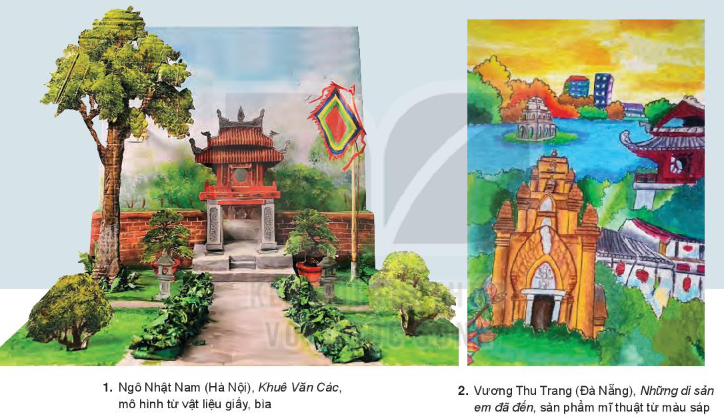 1. Ngô Nhật Nam (Hà Nội), Khuê Văn Các,
mô hình từ vật liệu giấy, bìa
2. Vương Thu Trang (Đà Nẵng), Những di sản
em đã đến, sản phẩm mĩ thuật từ màu sáp